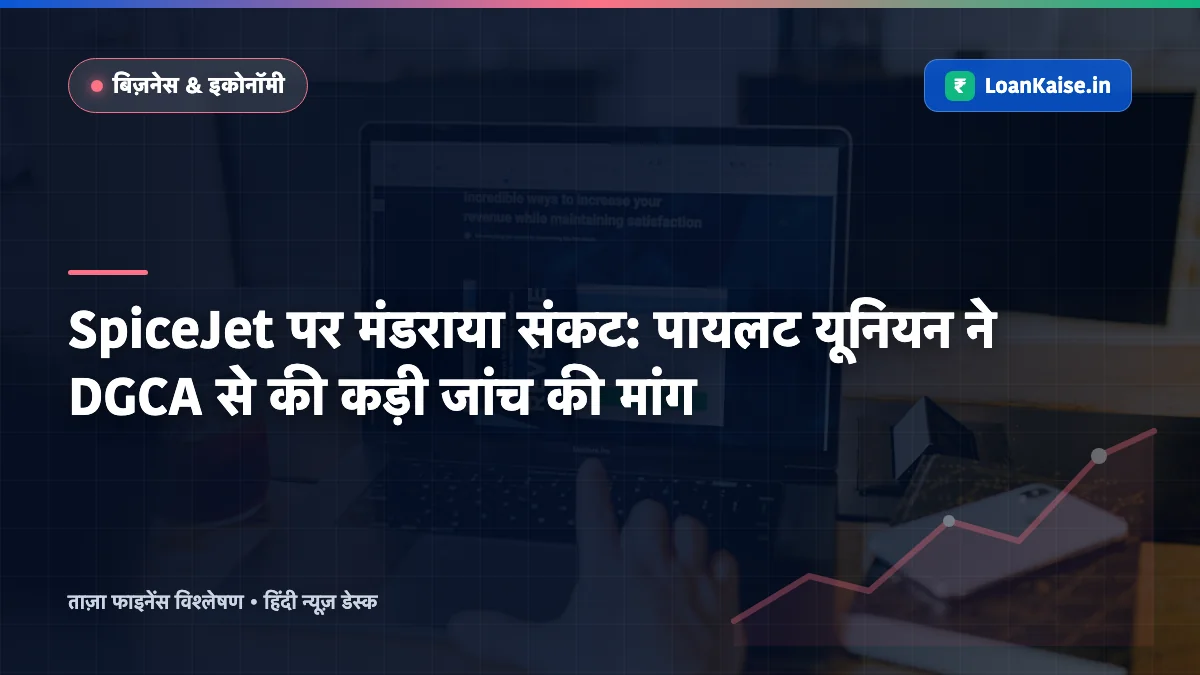 बिज़नेस & इकोनॉमी
₹ LoanKaise.in
Incredible ways to increase your
revenue while maintaining satisfaction
SpiceJet पर मंडराया संकट: पायलट यूनियन ने
DGCA से की कड़ी जांच की मांग
ताज़ा फाइनेंस विश्लेषण • हिंदी न्यूज़ डेस्क